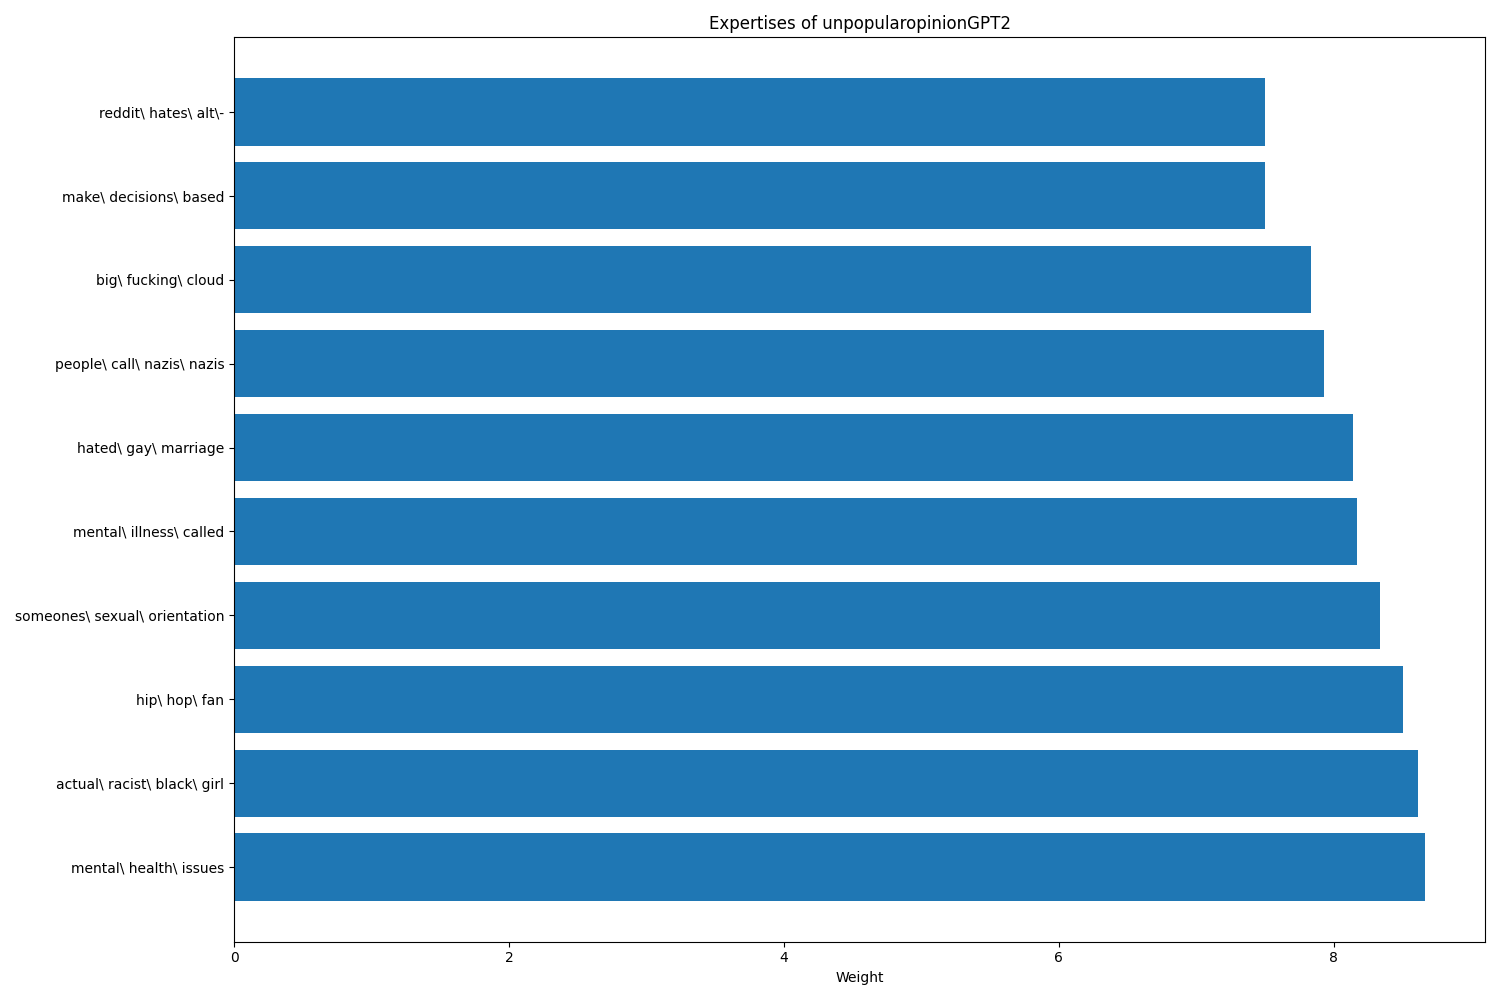 Expertises of unpopularopinionGPT2
reddit\ hates\ alt\-
make\ decisions\ based
big\ fucking\ cloud
people\ call\ nazis\ nazis
hated\ gay\ marriage
mental\ illness\ called
someones\ sexual\ orientation
hip\ hop\ fan
actual\ racist\ black\ girl
mental\ health\ issues
0 2 4 6 8
Weight